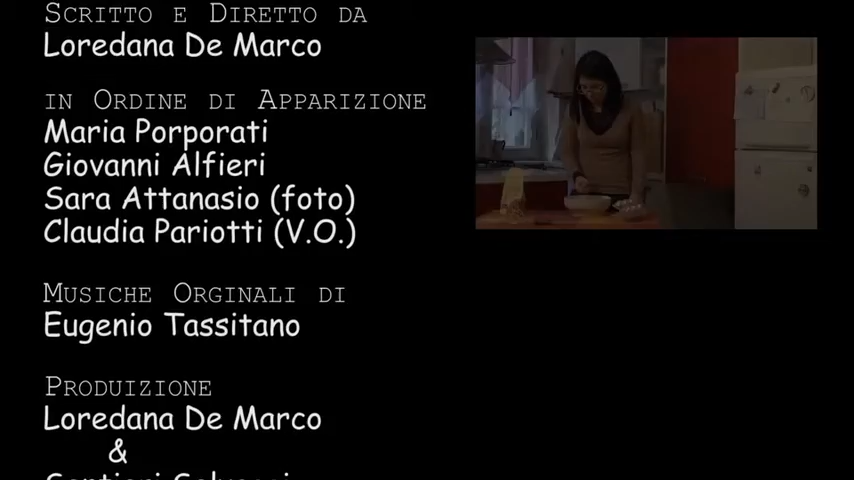 Scritto e Diretto da
Loredana De Marco
in Ordine di Apparizione
Maria Porporati
Giovanni Alfieri
Sara Attanasio (foto)
Claudia Pariotti (V.O.)
Musiche Orginali di
Eugenio Tassitano
Produizione
Loredana De Marco
&